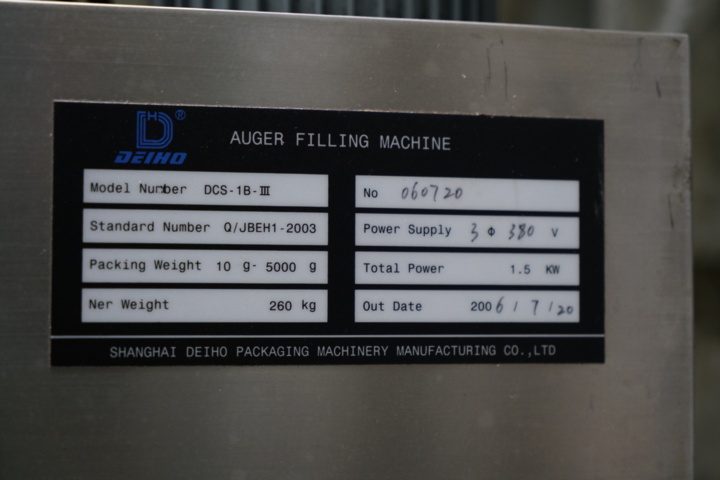 DH®
DEIHO
AUGER FILLING MACHINE
Model Number DCS-1B-Ⅲ
No 060720
Standard Number Q/JBEH1-2003
Power Supply 3 Φ 380 V
Packing Weight 10 g- 5000 g
Total Power 1.5 KW
Ner Weight 260 kg
Out Date 2006 / 7 / 20
SHANGHAI DEIHO PACKAGING MACHINERY MANUFACTURING CO.,LTD